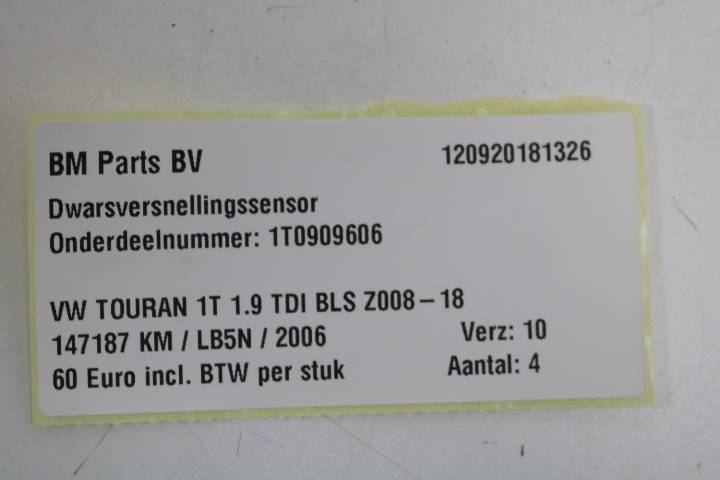 BM Parts BV 120920181326
Dwarsversnellingssensor
Onderdeelnummer: 1T0909606
VW TOURAN 1T 1.9 TDI BLS Z008-18
147187 KM / LB5N / 2006 Verz: 10
60 Euro incl. BTW per stuk Aantal: 4